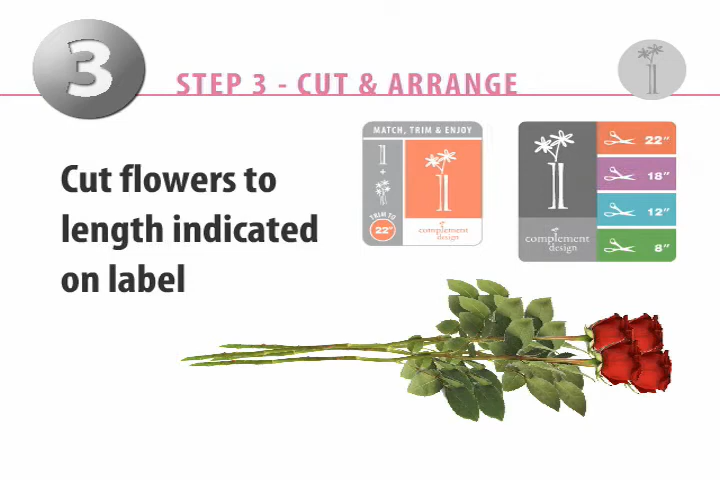 3
STEP 3 - CUT & ARRANGE
Cut flowers to
length indicated
on label
MATCH, TRIM & ENJOY
+
TRIM TO
22"
complement
design
complement
design
22"
18"
12"
8"